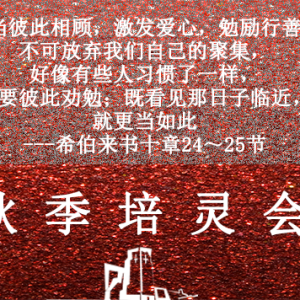 当彼此相顾，激发爱心，勉励行善
不可放弃我们自己的聚集，
好像有些人习惯了一样，
要彼此劝勉；既看见那日子临近，
就更当如此
---希伯来书十章24～25节
秋季培灵会